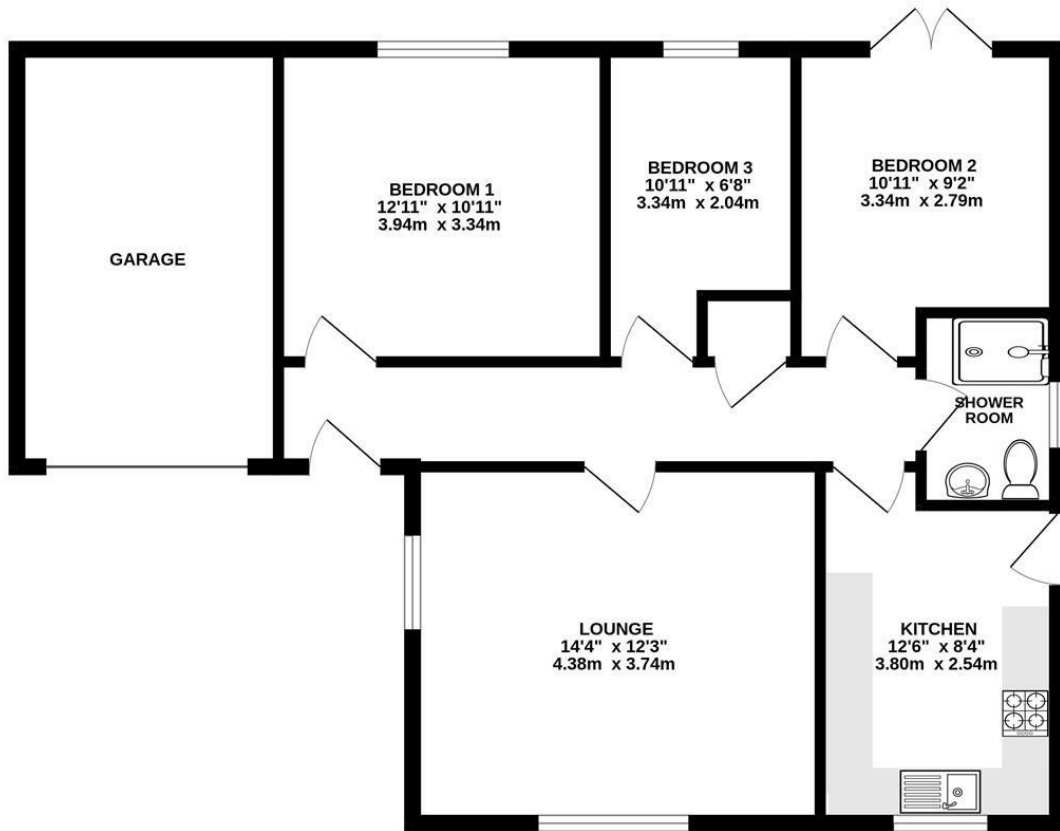 GARAGE
BEDROOM 1
12'11" x 10'11"
3.94m x 3.34m
BEDROOM 3
10'11" x 6'8"
3.34m x 2.04m
BEDROOM 2
10'11" x 9'2"
3.34m x 2.79m
SHOWER
ROOM
LOUNGE
14'4" x 12'3"
4.38m x 3.74m
KITCHEN
12'6" x 8'4"
3.80m x 2.54m